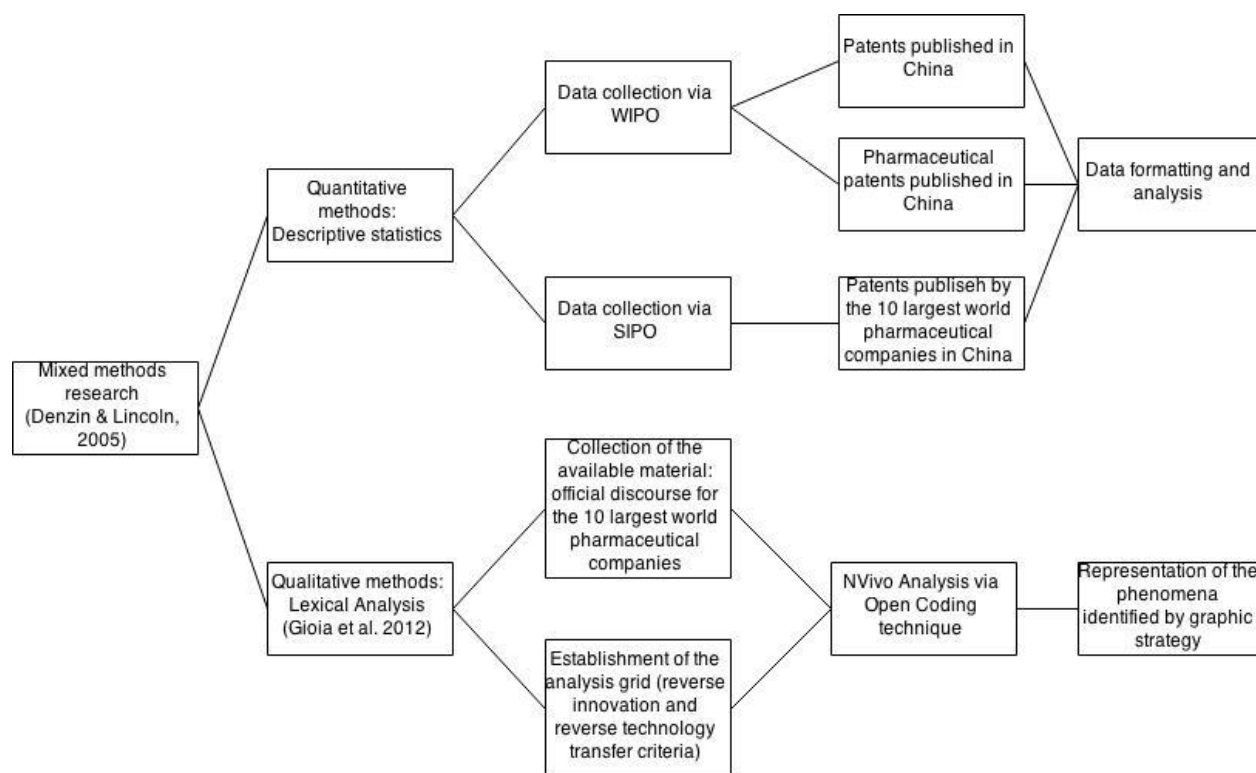 Patents published in
China
Data collection via
WIPO
Pharmaceutical
patents published in
China
Data formatting and
analysis
Quantitative
methods:
Descriptive statistics
Data collection via
SIPO
Patents publiseh by
the 10 largest world
pharmaceutical
companies in China
Mixed methods
research
(Denzin & Lincoln,
2005)
Collection of the
available material:
official discourse for
the 10 largest world
pharmaceutical
companies
Qualitative methods:
Lexical Analysis
(Gioia et al. 2012)
NVivo Analysis via
Open Coding
technique
Representation of the
phenomena
identified by graphic
strategy
Establishment of the
analysis grid (reverse
innovation and
reverse technology
transfer criteria)